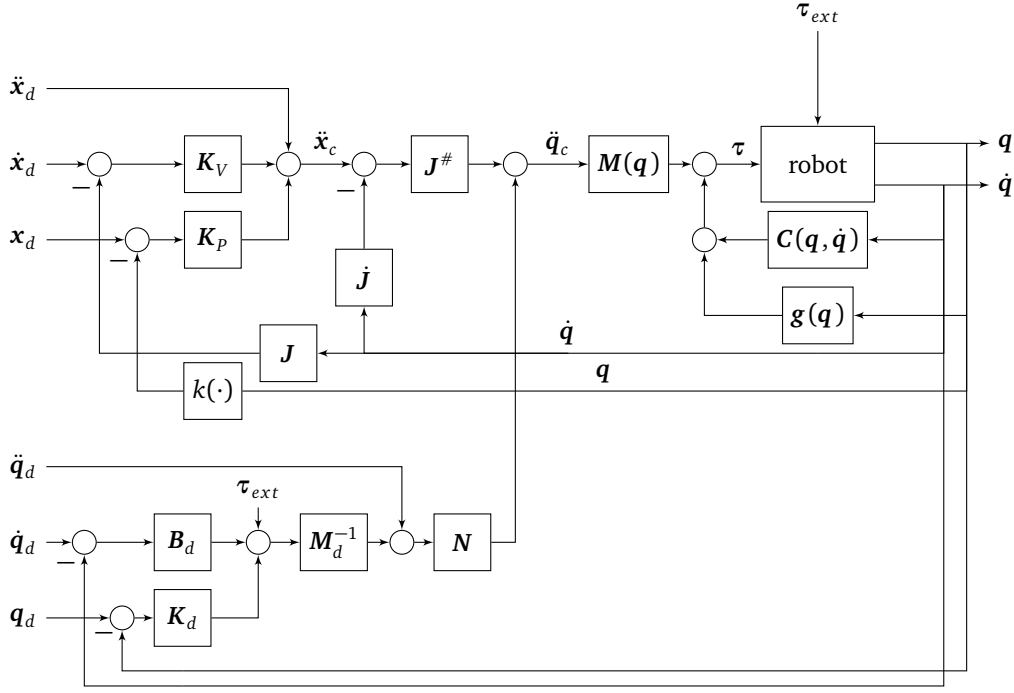 τ_ext
ẍ_d
ẋ_d
−
K_V
ẍ_c
−
J^#
q̈_c
M(q)
τ
robot
q
q̇
x_d
−
K_P
C(q, q̇)
J̇
g(q)
q̇
J
q
k(·)
q̈_d
τ_ext
q̇_d
−
B_d
M_d^{−1}
N
q_d
−
K_d